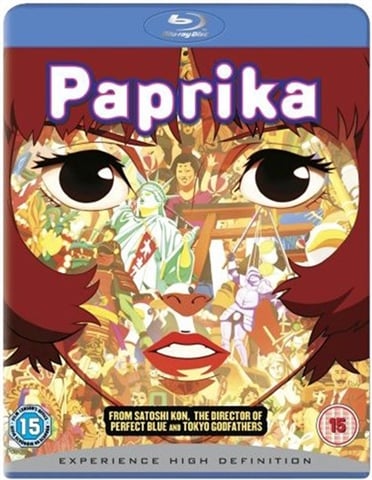 Blu-ray Disc
Paprika
FROM SATOSHI KON, THE DIRECTOR OF
PERFECT BLUE AND TOKYO GODFATHERS
15
15
EXPERIENCE HIGH DEFINITION